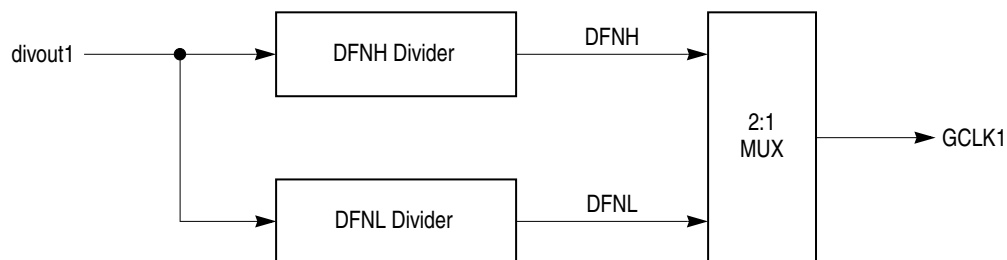 DFNH
divout1
DFNH Divider
2:1
MUX
GCLK1
DFNL
DFNL Divider